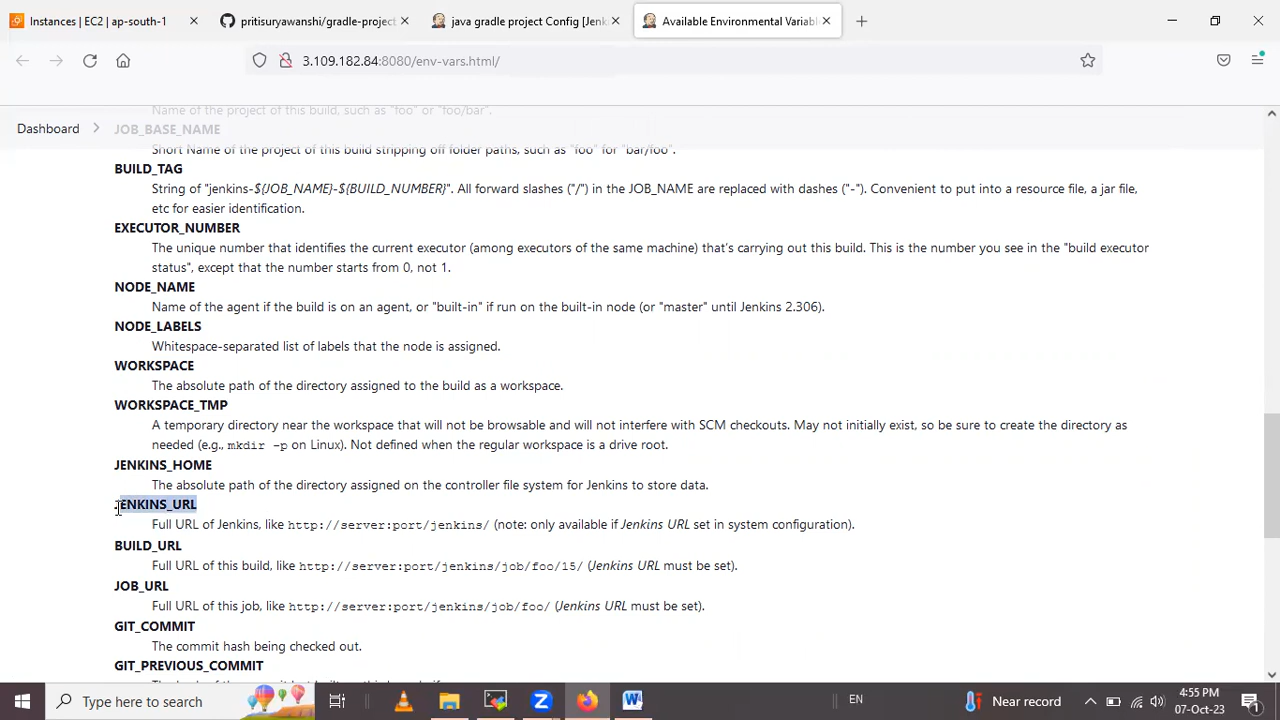 Instances | EC2 | ap-south-1
pritisuryawanshi/gradle-project
java gradle project Config [Jenkins
Available Environmental Variab
3.109.182.84:8080/env-vars.html/
Name of the project of this build, such as "foo" or "foo/bar".
Dashboard
JOB_BASE_NAME
Short Name of the project of this build stripping off folder paths, such as "foo" for "bar/foo".
BUILD_TAG
String of "jenkins-${JOB_NAME}-${BUILD_NUMBER}". All forward slashes ("/") in the JOB_NAME are replaced with dashes ("-"). Convenient to put into a resource file, a jar file,
etc for easier identification.
EXECUTOR_NUMBER
The unique number that identifies the current executor (among executors of the same machine) that's carrying out this build. This is the number you see in the "build executor
status", except that the number starts from 0, not 1.
NODE_NAME
Name of the agent if the build is on an agent, or "built-in" if run on the built-in node (or "master" until Jenkins 2.306).
NODE_LABELS
Whitespace-separated list of labels that the node is assigned.
WORKSPACE
The absolute path of the directory assigned to the build as a workspace.
WORKSPACE_TMP
A temporary directory near the workspace that will not be browsable and will not interfere with SCM checkouts. May not initially exist, so be sure to create the directory as
needed (e.g., mkdir -p on Linux). Not defined when the regular workspace is a drive root.
JENKINS_HOME
The absolute path of the directory assigned on the controller file system for Jenkins to store data.
JENKINS_URL
Full URL of Jenkins, like http://server:port/jenkins/ (note: only available if Jenkins URL set in system configuration).
BUILD_URL
Full URL of this build, like http://server:port/jenkins/job/foo/15/ (Jenkins URL must be set).
JOB_URL
Full URL of this job, like http://server:port/jenkins/job/foo/ (Jenkins URL must be set).
GIT_COMMIT
The commit hash being checked out.
GIT_PREVIOUS_COMMIT
Type here to search
EN
Near record
4:55 PM
07-Oct-23
1